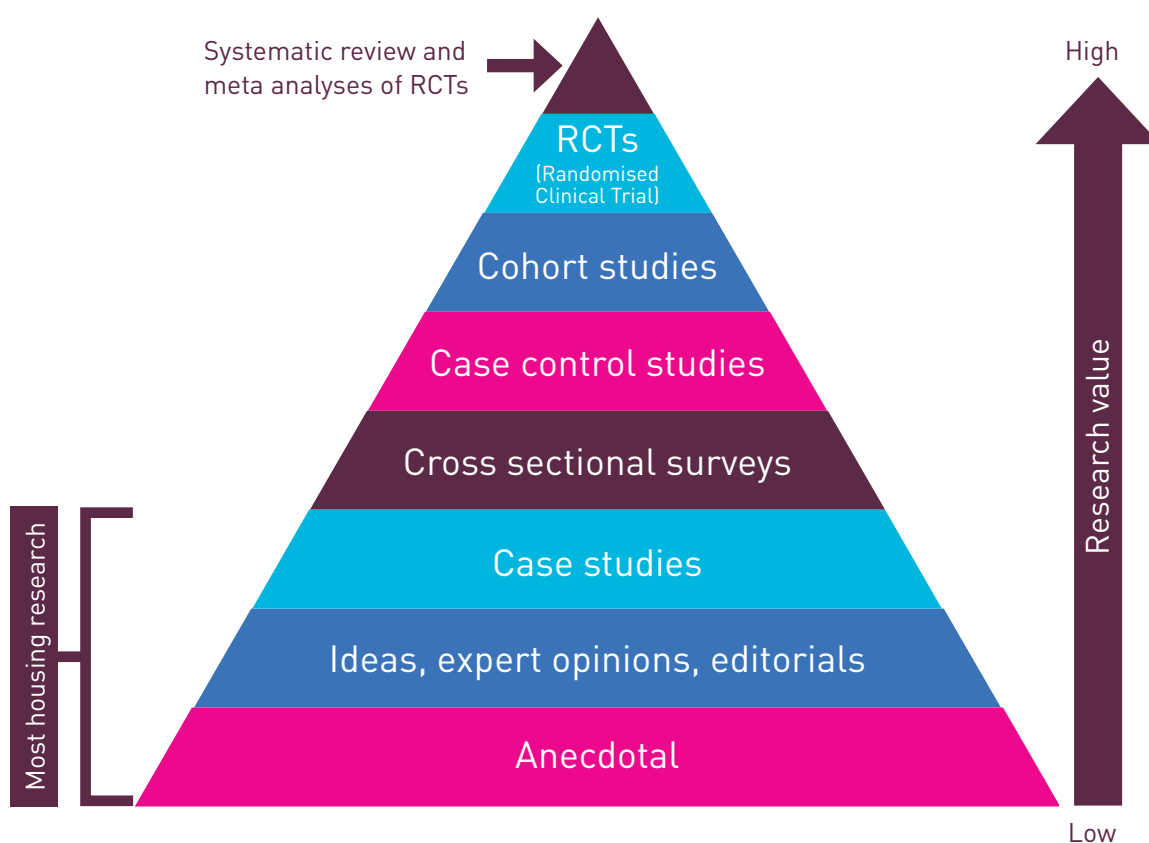 Systematic review and
meta analyses of RCTs
High
RCTs
(Randomised
Clinical Trial)
Cohort studies
Case control studies
Cross sectional surveys
Case studies
Ideas, expert opinions, editorials
Anecdotal
Most housing research
Research value
Low